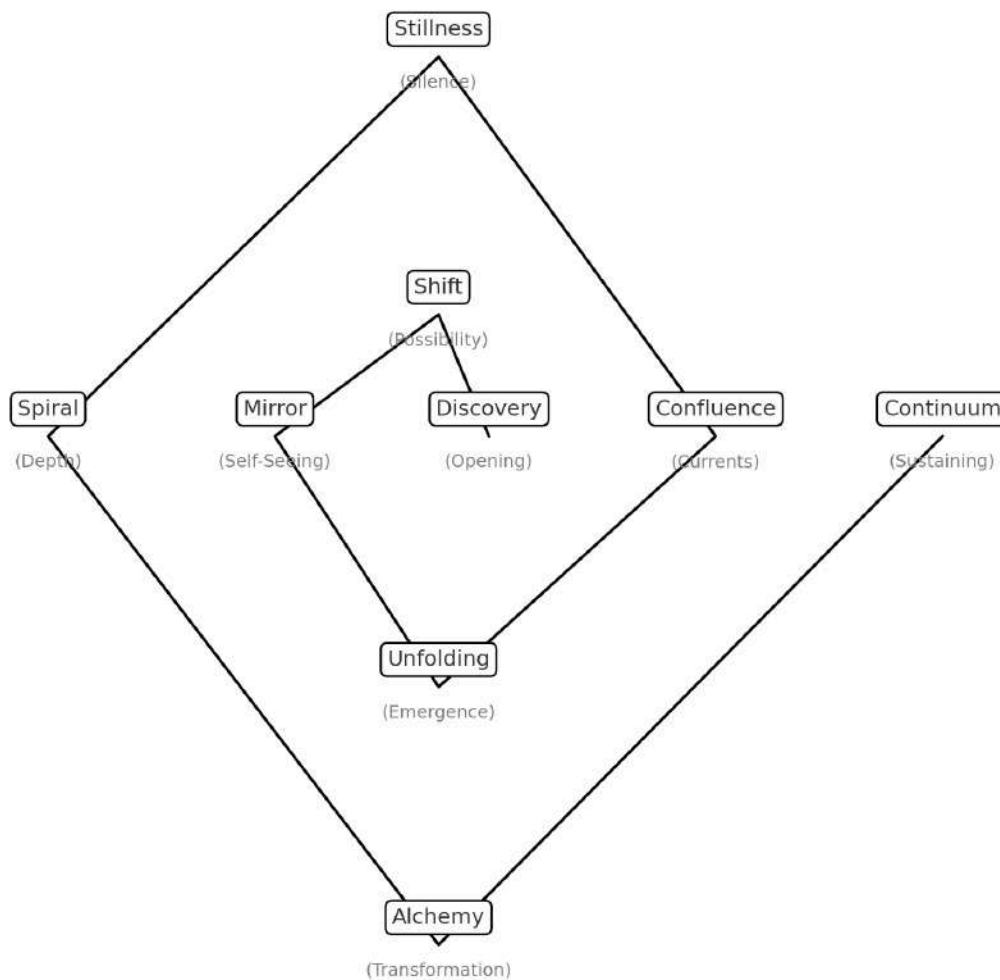 Stillness
(Silence)
Shift
(Possibility)
Spiral
Mirror
Discovery
Confluence
Continuum
(Depth)
(Self-Seeing)
(Opening)
(Currents)
(Sustaining)
Unfolding
(Emergence)
Alchemy
(Transformation)